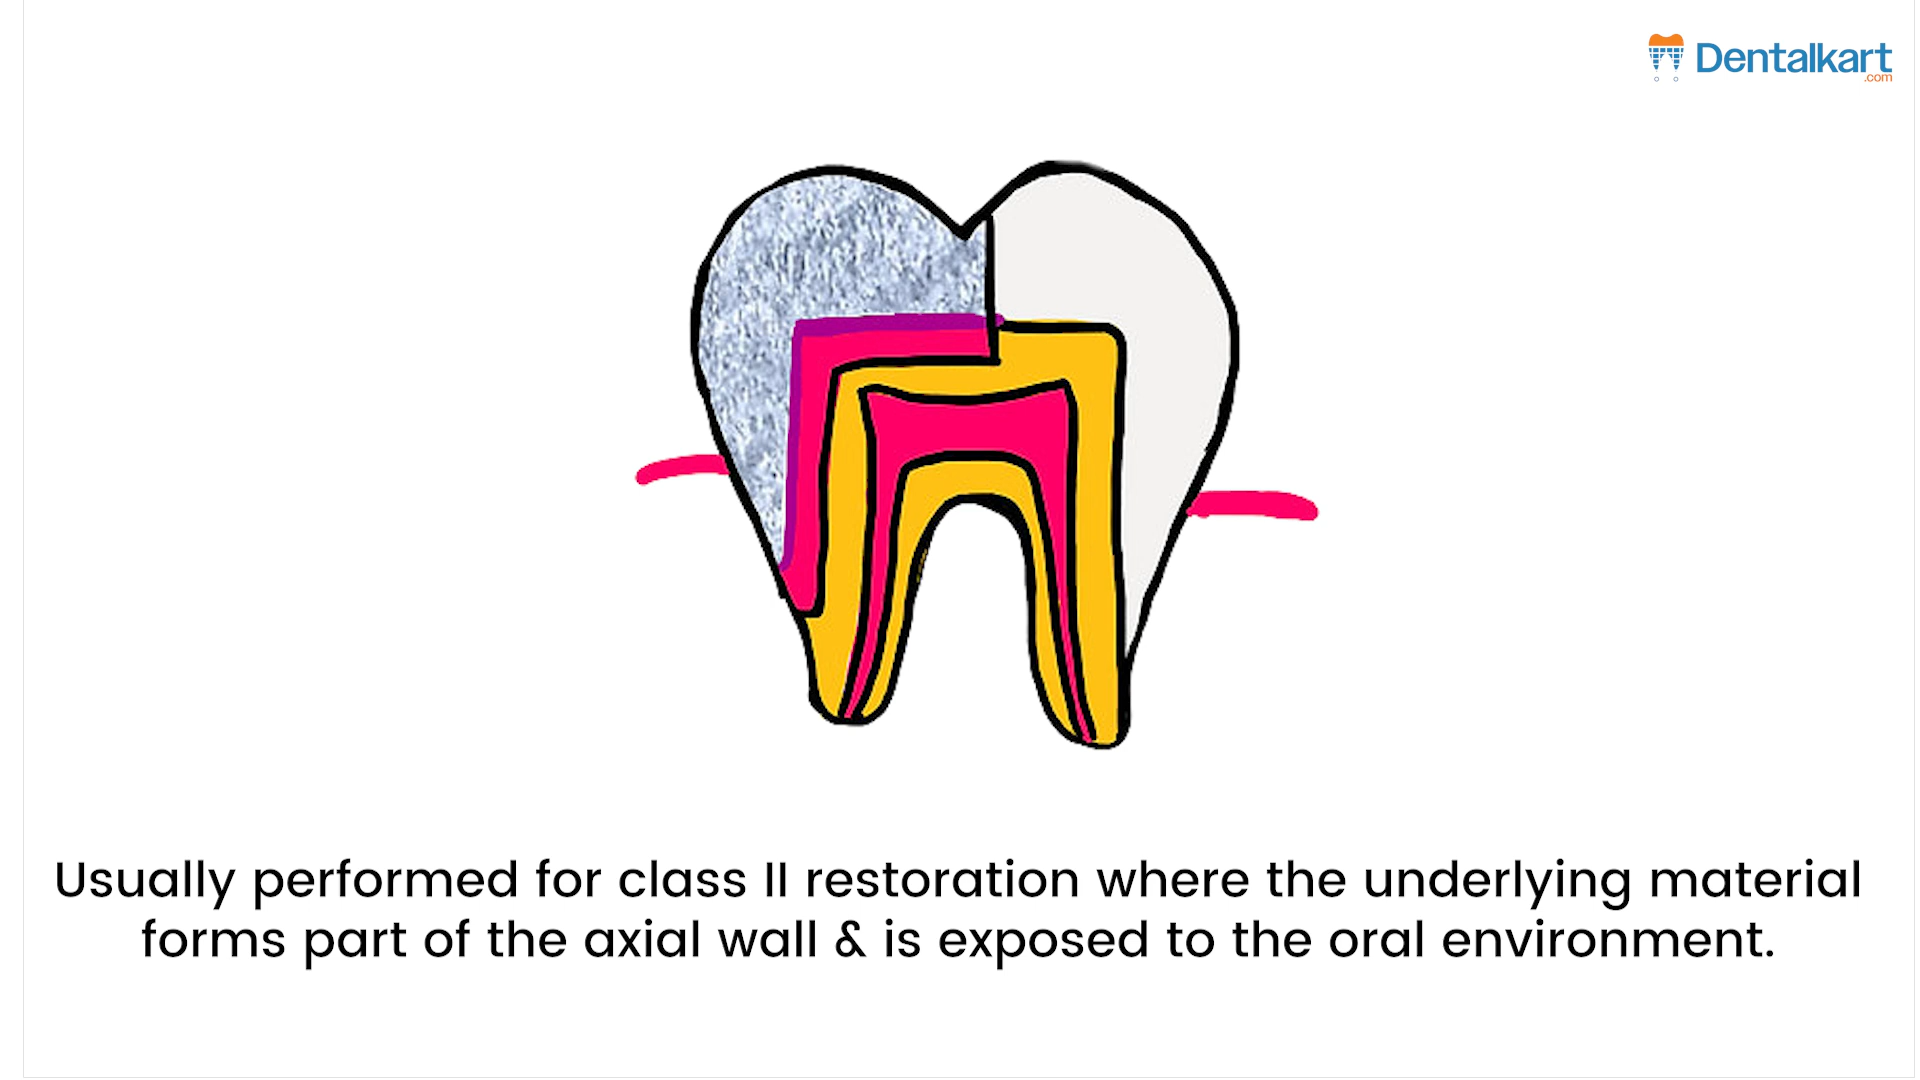 Dentalkart
.com
Usually performed for class II restoration where the underlying material
forms part of the axial wall & is exposed to the oral environment.